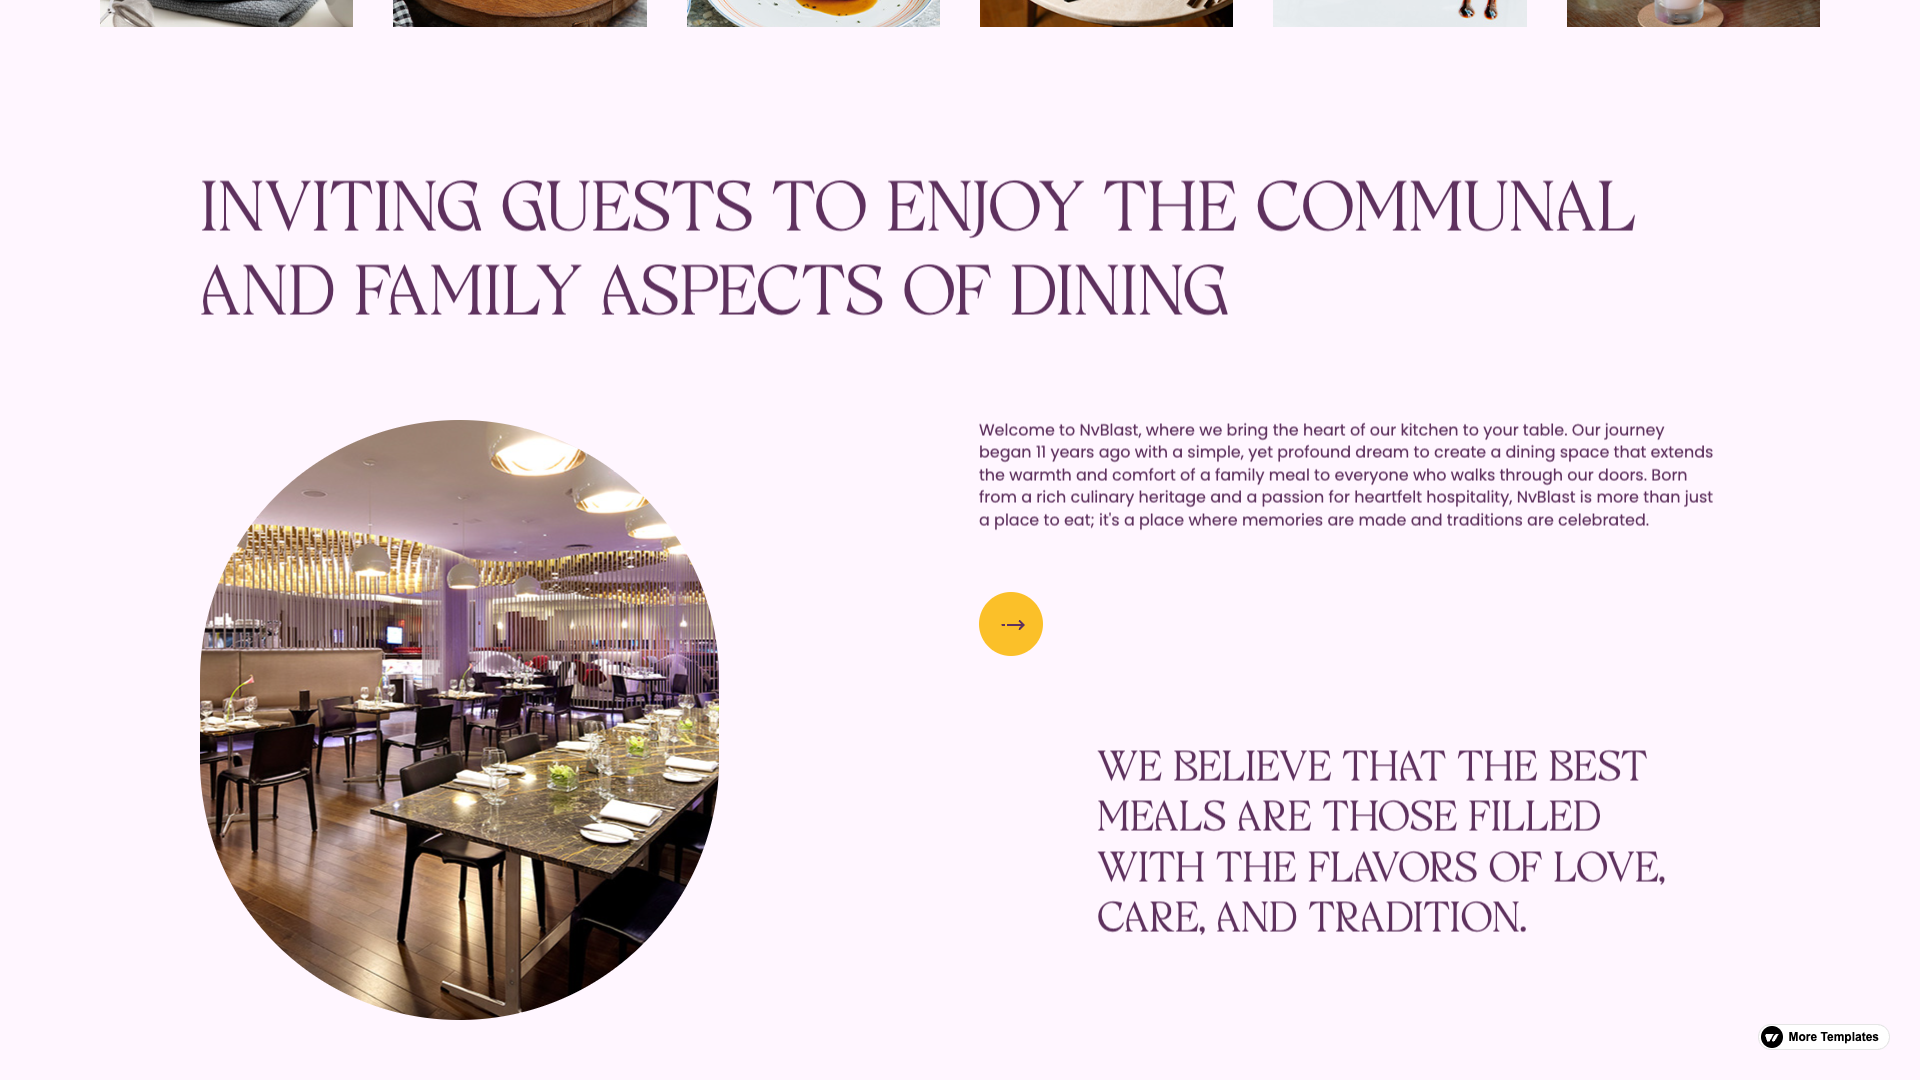 INVITING GUESTS TO ENJOY THE COMMUNAL
AND FAMILY ASPECTS OF DINING
Welcome to NvBlast, where we bring the heart of our kitchen to your table. Our journey
began 11 years ago with a simple, yet profound dream to create a dining space that extends
the warmth and comfort of a family meal to everyone who walks through our doors. Born
from a rich culinary heritage and a passion for heartfelt hospitality, NvBlast is more than just
a place to eat; it's a place where memories are made and traditions are celebrated.
WE BELIEVE THAT THE BEST
MEALS ARE THOSE FILLED
WITH THE FLAVORS OF LOVE,
CARE, AND TRADITION.
More Templates